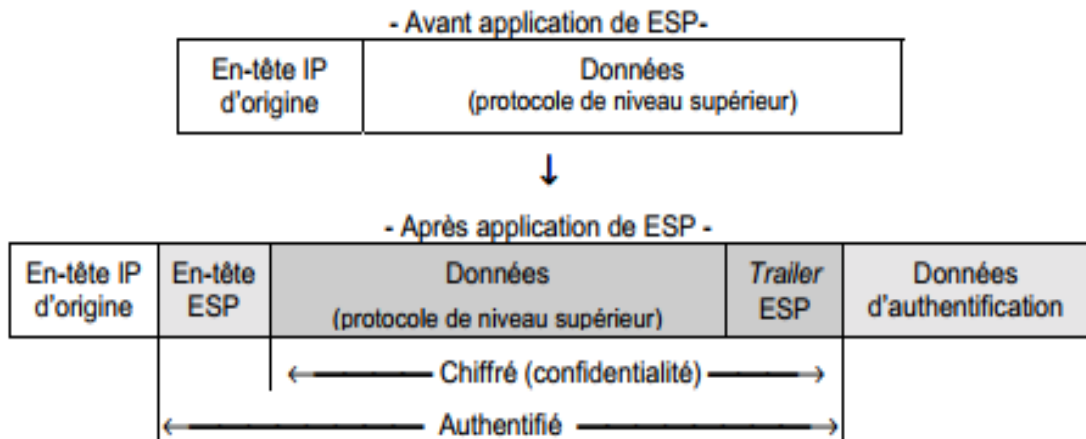 - Avant application de ESP-
En-tête IP
d'origine
Données
(protocole de niveau supérieur)
- Après application de ESP -
En-tête IP
d'origine
En-tête
ESP
Données
(protocole de niveau supérieur)
Trailer
ESP
Données
d'authentification
Chiffré (confidentialité)
Authentifié